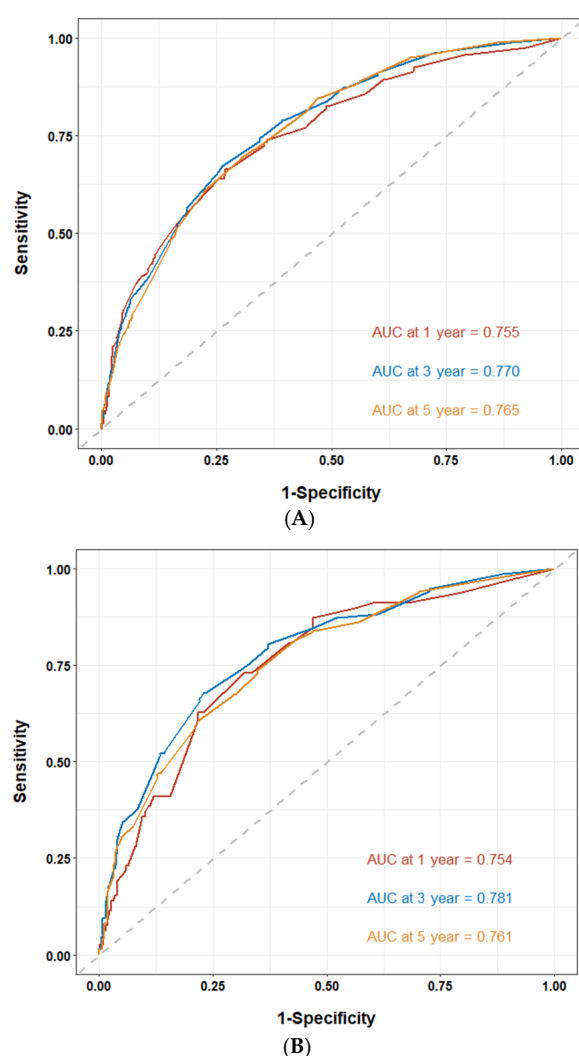 1.00
0.75
0.50
0.25
0.00
Sensitivity
AUC at 1 year = 0.755
AUC at 3 year = 0.770
AUC at 5 year = 0.765
0.00 0.25 0.50 0.75 1.00
1-Specificity
(A)
1.00
0.75
0.50
0.25
0.00
Sensitivity
AUC at 1 year = 0.754
AUC at 3 year = 0.781
AUC at 5 year = 0.761
0.00 0.25 0.50 0.75 1.00
1-Specificity
(B)